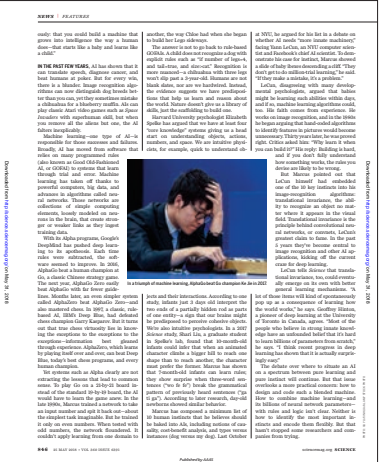 NEWS | FEATURES
ously: that you could build a machine that
grows into intelligence the way a human
does—that starts like a baby and learns like
a child."
IN THE PAST FEW YEARS, AI has shown that it
can translate speech, diagnose cancer, and
beat humans at poker. But for every win,
there is a blunder. Image recognition algo-
rithms can now distinguish dog breeds bet-
ter than you can, yet they sometimes mistake
a chihuahua for a blueberry muffin. AIs can
play classic Atari video games such as Space
Invaders with superhuman skill, but when
you remove all the aliens but one, the AI
falters inexplicably.
Machine learning—one type of AI—is
responsible for those successes and failures.
Broadly, AI has moved from software that
relies on many programmed rules
(also known as Good Old-Fashioned
AI, or GOFAI) to systems that learn
through trial and error. Machine
learning has taken off thanks to
powerful computers, big data, and
advances in algorithms called neu-
ral networks. Those networks are
collections of simple computing
elements, loosely modeled on neu-
rons in the brain, that create stron-
ger or weaker links as they ingest
training data.
With its Alpha programs, Google's
DeepMind has pushed deep learn-
ing to its apotheosis. Each time
rules were subtracted, the soft-
ware seemed to improve. In 2016,
AlphaGo beat a human champion at
Go, a classic Chinese strategy game.
The next year, AlphaGo Zero easily
beat AlphaGo with far fewer guide-
lines. Months later, an even simpler system
called AlphaZero beat AlphaGo Zero—and
also mastered chess. In 1997, a classic, rule-
based AI, IBM's Deep Blue, had defeated
chess champion Garry Kasparov. But it turns
out that true chess virtuosity lies in know-
ing the exceptions to the exceptions to the
exceptions—information best gleaned
through experience. AlphaZero, which learns
by playing itself over and over, can beat Deep
Blue, today's best chess programs, and every
human champion.
Yet systems such as Alpha clearly are not
extracting the lessons that lead to common
sense. To play Go on a 21-by-21 board in-
stead of the standard 19-by-19 board, the AI
would have to learn the game anew. In the
late 1990s, Marcus trained a network to take
an input number and spit it back out—about
the simplest task imaginable. But he trained
it only on even numbers. When tested with
odd numbers, the network floundered. It
couldn't apply learning from one domain to
another, the way Chloe had when she began
to build her Lego sideways.
The answer is not to go back to rule-based
GOFAIs. A child does not recognize a dog with
explicit rules such as "if number of legs=4,
and tail=true, and size>cat." Recognition is
more nuanced—a chihuahua with three legs
won't slip past a 3-year-old. Humans are not
blank slates, nor are we hardwired. Instead,
the evidence suggests we have predisposi-
tions that help us learn and reason about
the world. Nature doesn't give us a library of
skills, just the scaffolding to build one.
Harvard University psychologist Elizabeth
Spelke has argued that we have at least four
"core knowledge" systems giving us a head
start on understanding objects, actions,
numbers, and space. We are intuitive physi-
cists, for example, quick to understand ob-
In a triumph of machine learning, AlphaGo beat Go champion Ke Jie in 2017.
jects and their interactions. According to one
study, infants just 3 days old interpret the
two ends of a partially hidden rod as parts
of one entity—a sign that our brains might
be predisposed to perceive cohesive objects.
We're also intuitive psychologists. In a 2017
Science study, Shari Liu, a graduate student
in Spelke's lab, found that 10-month-old
infants could infer that when an animated
character climbs a bigger hill to reach one
shape than to reach another, the character
must prefer the former. Marcus has shown
that 7-month-old infants can learn rules;
they show surprise when three-word sen-
tences ("wo fe fe") break the grammatical
pattern of previously heard sentences ("ga
ti ga"). According to later research, day-old
newborns showed similar behavior.
Marcus has composed a minimal list of
10 human instincts that he believes should
be baked into AIs, including notions of cau-
sality, cost-benefit analysis, and types versus
instances (dog versus my dog). Last October
at NYU, he argued for his list in a debate on
whether AI needs "more innate machinery,"
facing Yann LeCun, an NYU computer scien-
tist and Facebook's chief AI scientist. To dem-
onstrate his case for instinct, Marcus showed
a slide of baby ibexes descending a cliff. "They
don't get to do million-trial learning," he said.
"If they make a mistake, it's a problem."
LeCun, disagreeing with many develop-
mental psychologists, argued that babies
might be learning such abilities within days,
and if so, machine learning algorithms could,
too. His faith comes from experience. He
works on image recognition, and in the 1980s
he began arguing that hand-coded algorithms
to identify features in pictures would become
unnecessary. Thirty years later, he was proved
right. Critics asked him: "Why learn it when
you can build it?" His reply: Building is hard,
and if you don't fully understand
how something works, the rules you
devise are likely to be wrong.
But Marcus pointed out that
LeCun himself had embedded
one of the 10 key instincts into his
image-recognition algorithms:
translational invariance, the abil-
ity to recognize an object no mat-
ter where it appears in the visual
field. Translational invariance is the
principle behind convolutional neu-
ral networks, or convnets, LeCun's
greatest claim to fame. In the past
5 years they've become central to
image recognition and other AI ap-
plications, kicking off the current
craze for deep learning.
LeCun tells Science that transla-
tional invariance, too, could eventu-
ally emerge on its own with better
general learning mechanisms. "A
lot of those items will kind of spontaneously
pop up as a consequence of learning how
the world works," he says. Geoffrey Hinton,
a pioneer of deep learning at the University
of Toronto in Canada, agrees. "Most of the
people who believe in strong innate knowl-
edge have an unfounded belief that it's hard
to learn billions of parameters from scratch,"
he says. "I think recent progress in deep
learning has shown that it is actually surpris-
ingly easy."
The debate over where to situate an AI
on a spectrum between pure learning and
pure instinct will continue. But that issue
overlooks a more practical concern: how to
design and code such a blended machine.
How to combine machine learning—and
its billions of neural network parameters—
with rules and logic isn't clear. Neither is
how to identify the most important in-
stincts and encode them flexibly. But that
hasn't stopped some researchers and com-
panies from trying.
Downloaded from http://science.sciencemag.org/ on May 24, 2018
846 25 MAY 2018 • VOL 360 ISSUE 6391
sciencemag.org SCIENCE
Published by AAAS